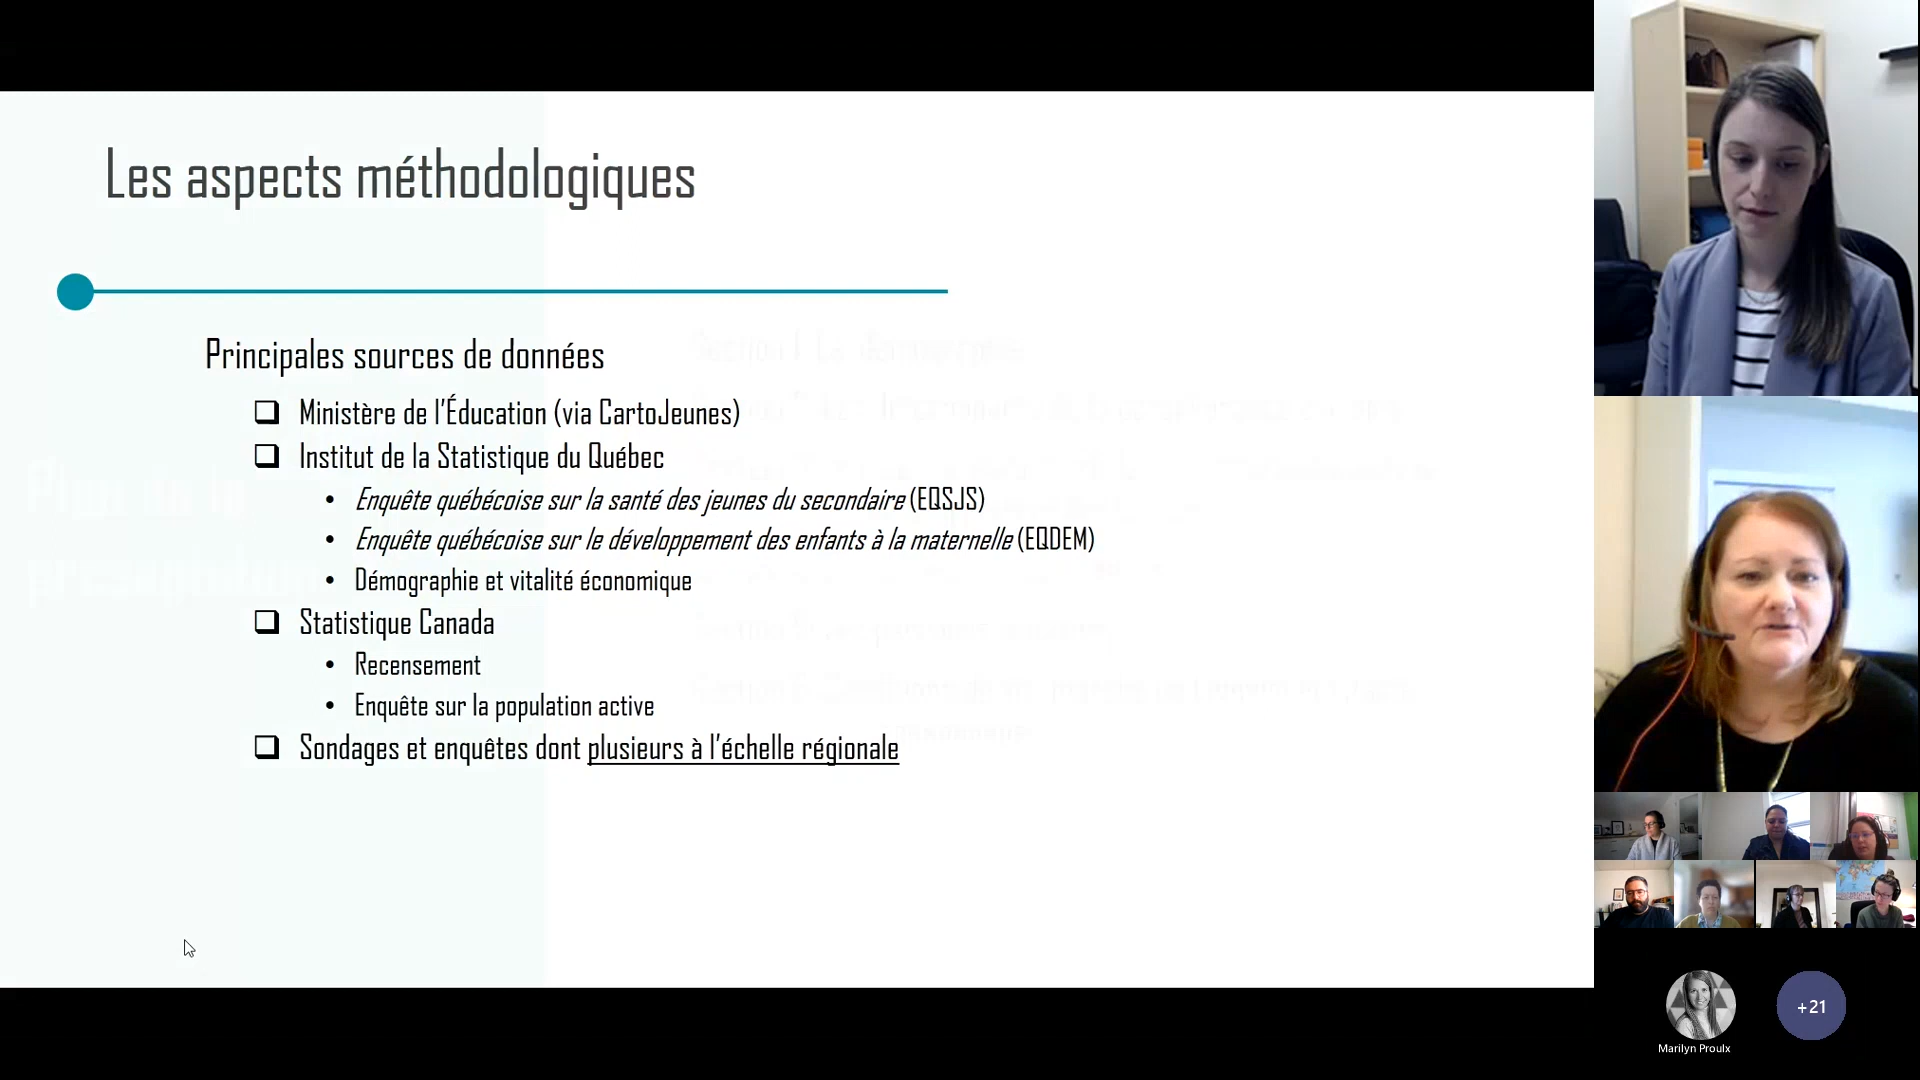 Les aspects méthodologiques
Principales sources de données
Ministère de l'Éducation (via CartoJeunes)
Institut de la Statistique du Québec
Enquête québécoise sur la santé des jeunes du secondaire (EQSJS)
Enquête québécoise sur le développement des enfants à la maternelle (EQDEM)
Démographie et vitalité économique
Statistique Canada
Recensement
Enquête sur la population active
Sondages et enquêtes dont plusieurs à l'échelle régionale
+21
Marilyn Proulx